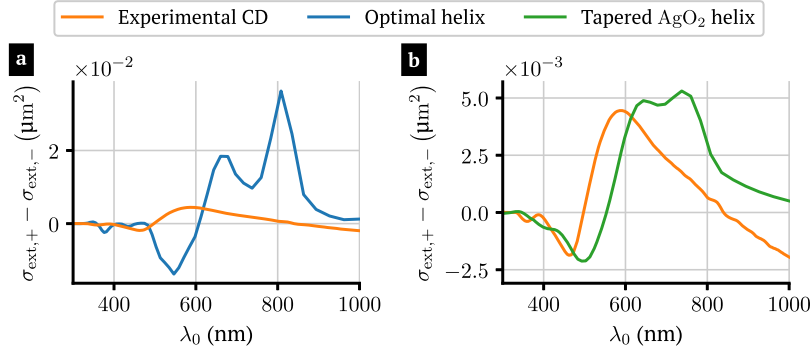 Experimental CD Optimal helix Tapered AgO₂ helix
a
×10⁻²
σext,+ − σext,− (μm²)
2
0
400 600 800 1000
λ₀ (nm)
b
×10⁻³
σext,+ − σext,− (μm²)
5.0
2.5
0.0
−2.5
400 600 800 1000
λ₀ (nm)